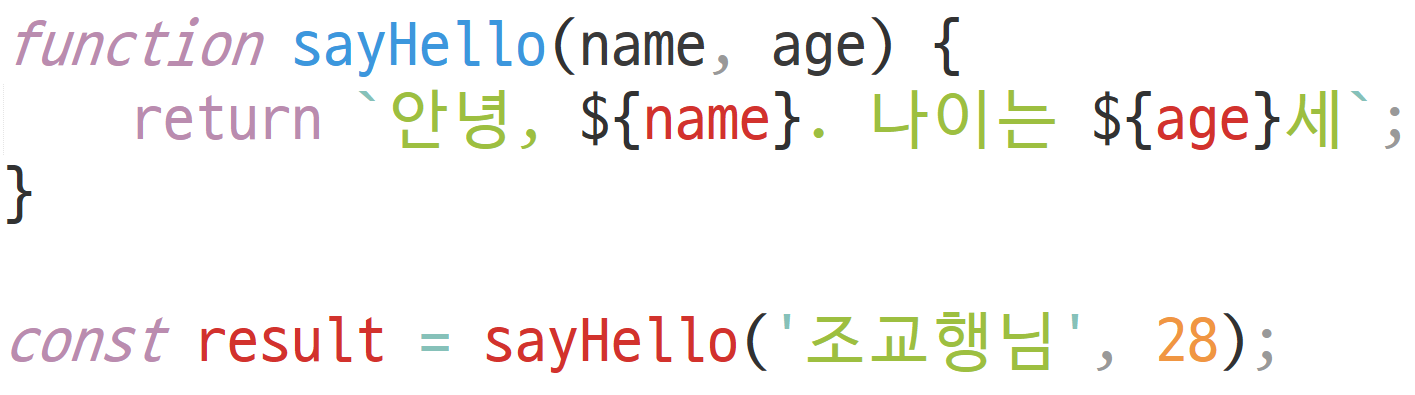 function sayHello(name, age) {
    return `안녕, ${name}. 나이는 ${age}세`;
}
const result = sayHello('조교행님', 28);